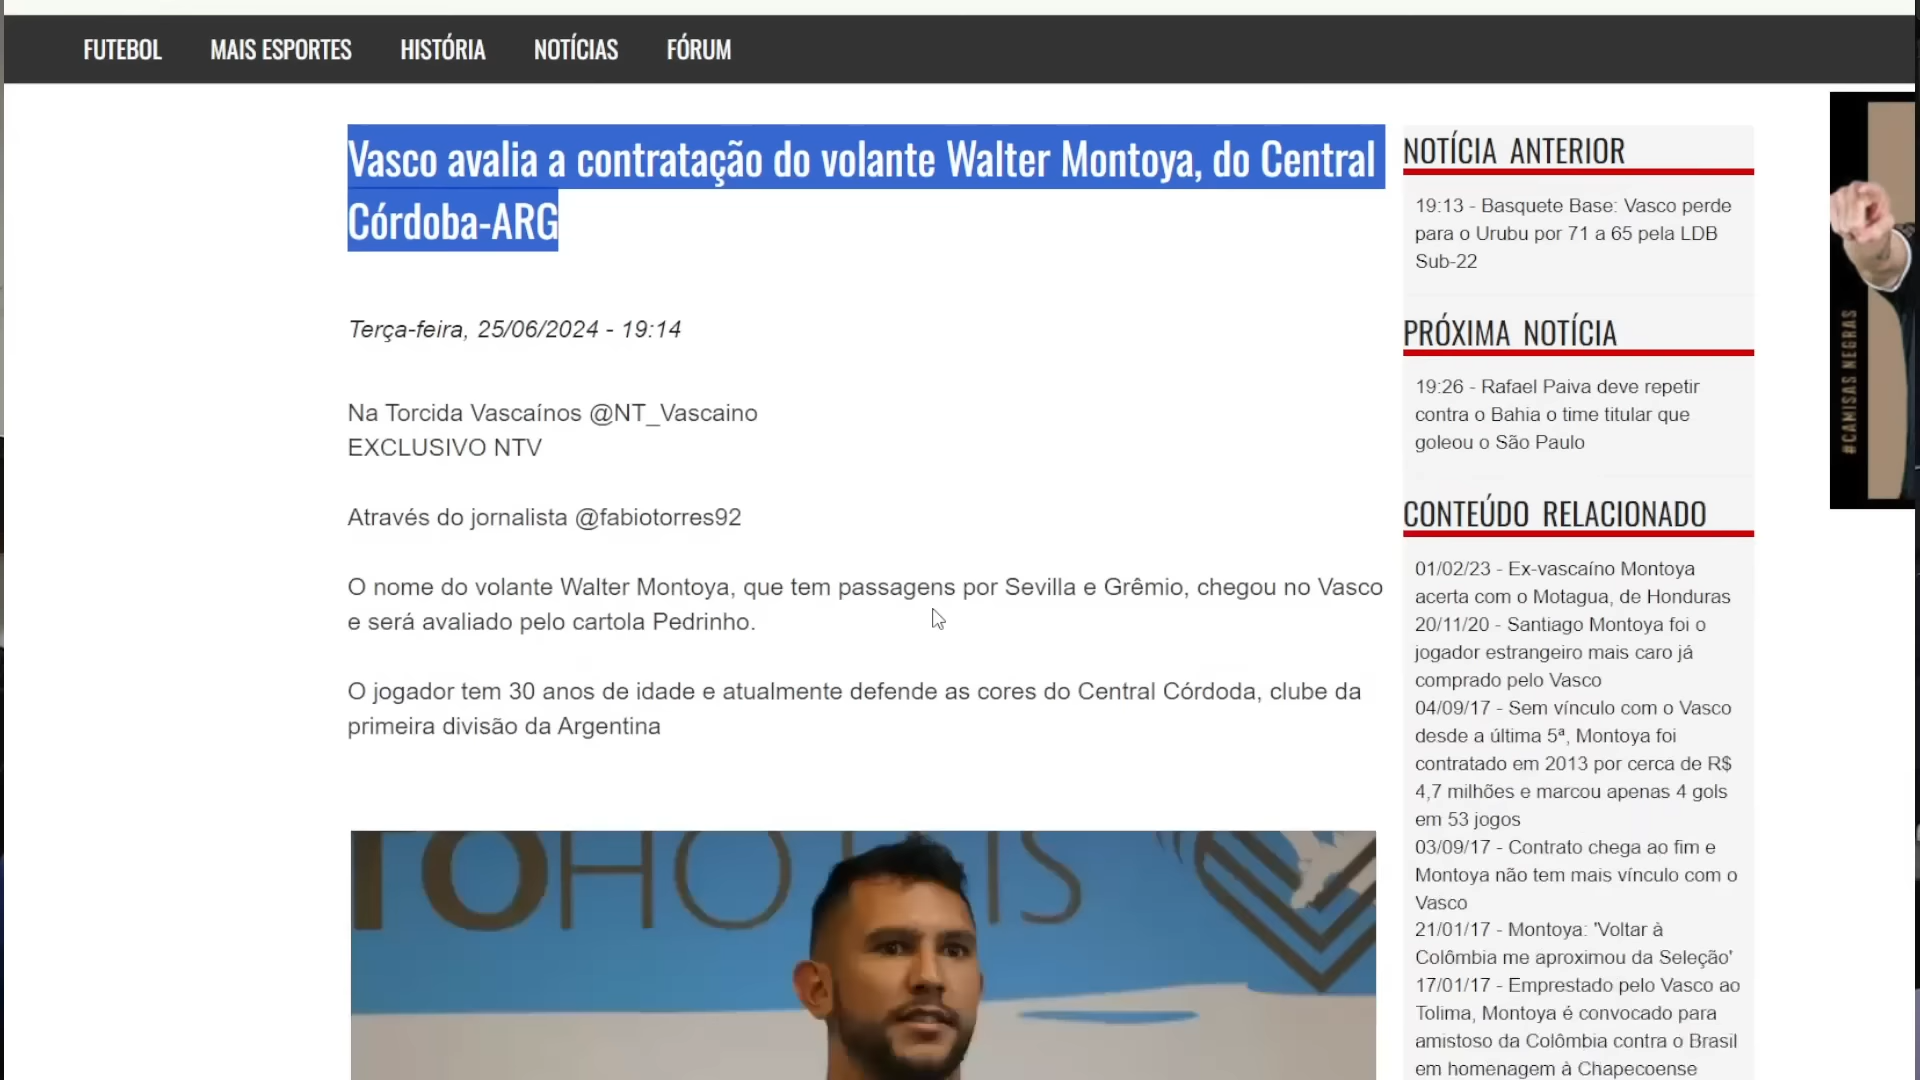 FUTEBOL MAIS ESPORTES HISTÓRIA NOTÍCIAS FÓRUM
Vasco avalia a contratação do volante Walter Montoya, do Central
Córdoba-ARG
Terça-feira, 25/06/2024 - 19:14
Na Torcida Vascaínos @NT_Vascaino
EXCLUSIVO NTV
Através do jornalista @fabiotorres92
O nome do volante Walter Montoya, que tem passagens por Sevilla e Grêmio, chegou no Vasco
e será avaliado pelo cartola Pedrinho.
O jogador tem 30 anos de idade e atualmente defende as cores do Central Córdoda, clube da
primeira divisão da Argentina
NOTÍCIA ANTERIOR
19:13 - Basquete Base: Vasco perde
para o Urubu por 71 a 65 pela LDB
Sub-22
PRÓXIMA NOTÍCIA
19:26 - Rafael Paiva deve repetir
contra o Bahia o time titular que
goleou o São Paulo
CONTEÚDO RELACIONADO
01/02/23 - Ex-vascaíno Montoya
acerta com o Motagua, de Honduras
20/11/20 - Santiago Montoya foi o
jogador estrangeiro mais caro já
comprado pelo Vasco
04/09/17 - Sem vínculo com o Vasco
desde a última 5ª, Montoya foi
contratado em 2013 por cerca de R$
4,7 milhões e marcou apenas 4 gols
em 53 jogos
03/09/17 - Contrato chega ao fim e
Montoya não tem mais vínculo com o
Vasco
21/01/17 - Montoya: 'Voltar à
Colômbia me aproximou da Seleção'
17/01/17 - Emprestado pelo Vasco ao
Tolima, Montoya é convocado para
amistoso da Colômbia contra o Brasil
em homenagem à Chapecoense
#CAMISAS NEGRAS